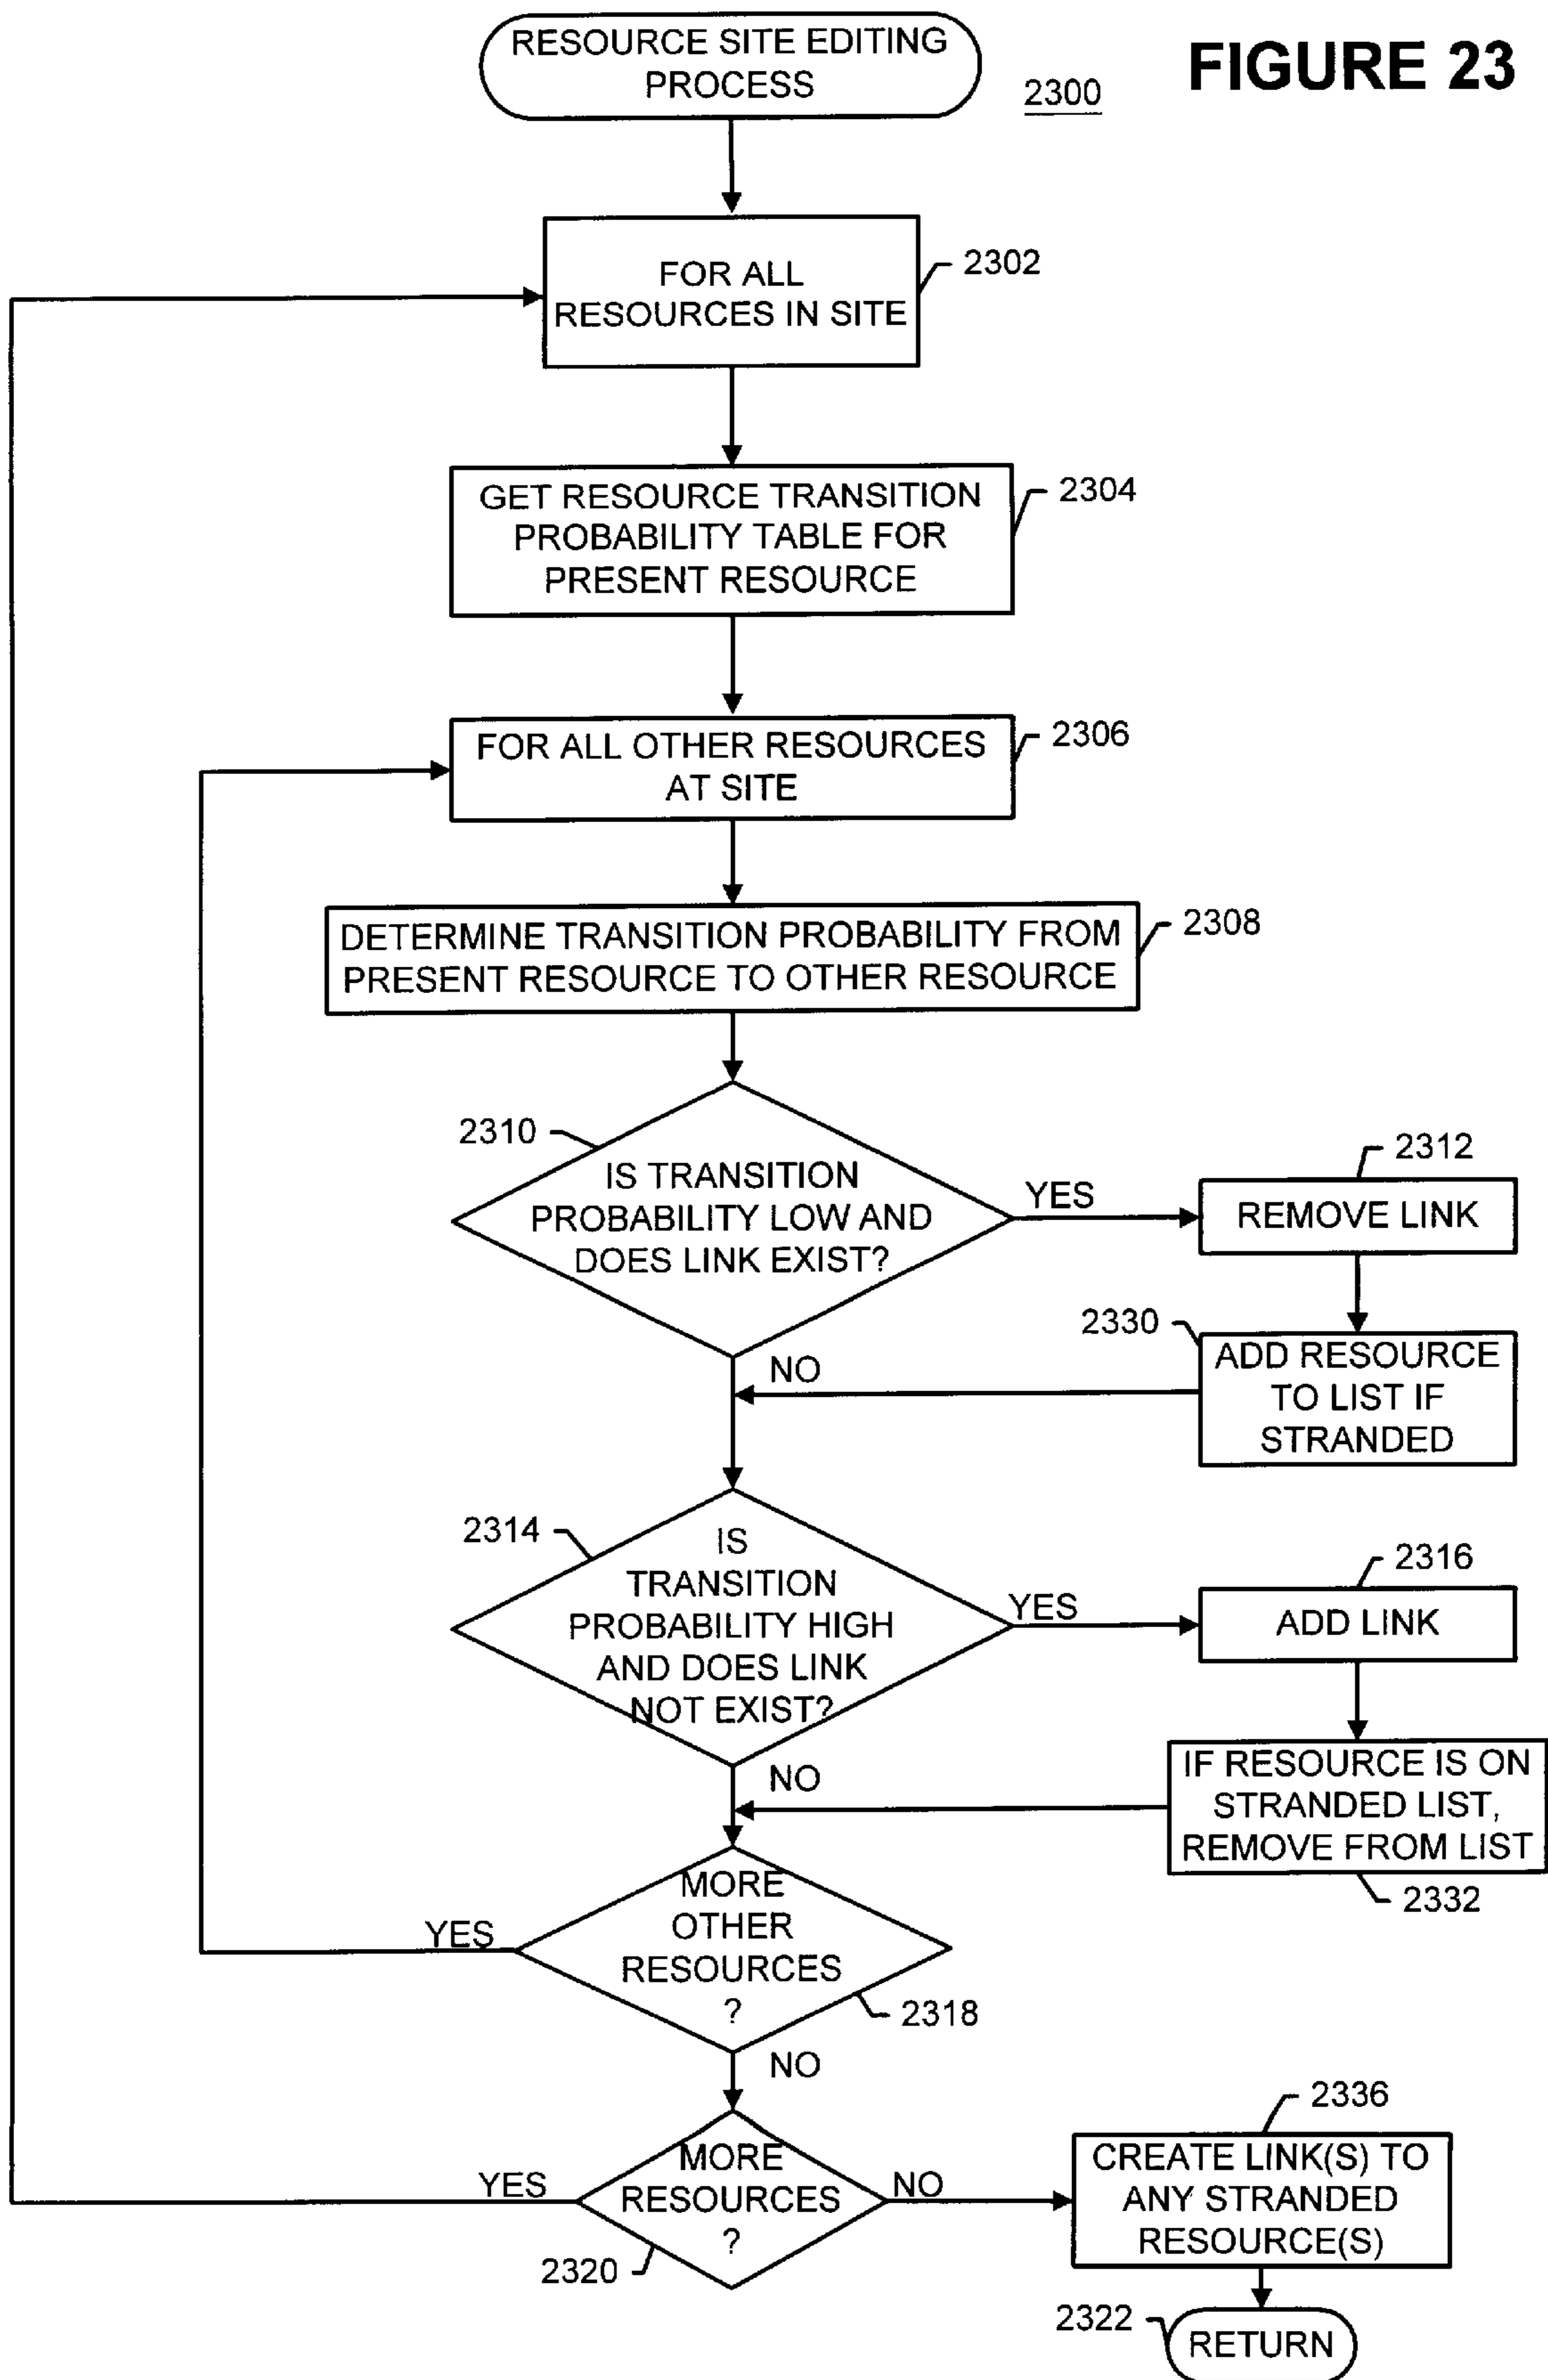 RESOURCE SITE EDITING
PROCESS
2300
FIGURE 23
FOR ALL
RESOURCES IN SITE
2302
GET RESOURCE TRANSITION
PROBABILITY TABLE FOR
PRESENT RESOURCE
2304
FOR ALL OTHER RESOURCES
AT SITE
2306
DETERMINE TRANSITION PROBABILITY FROM
PRESENT RESOURCE TO OTHER RESOURCE
2308
2310
IS TRANSITION
PROBABILITY LOW AND
DOES LINK EXIST?
YES
2312
REMOVE LINK
2330
ADD RESOURCE
TO LIST IF
STRANDED
NO
2314
IS
TRANSITION
PROBABILITY HIGH
AND DOES LINK
NOT EXIST?
YES
2316
ADD LINK
IF RESOURCE IS ON
STRANDED LIST,
REMOVE FROM LIST
2332
NO
MORE
OTHER
RESOURCES
?
YES
2318
NO
MORE
RESOURCES
?
YES
NO
2320
2336
CREATE LINK(S) TO
ANY STRANDED
RESOURCE(S)
2322
RETURN